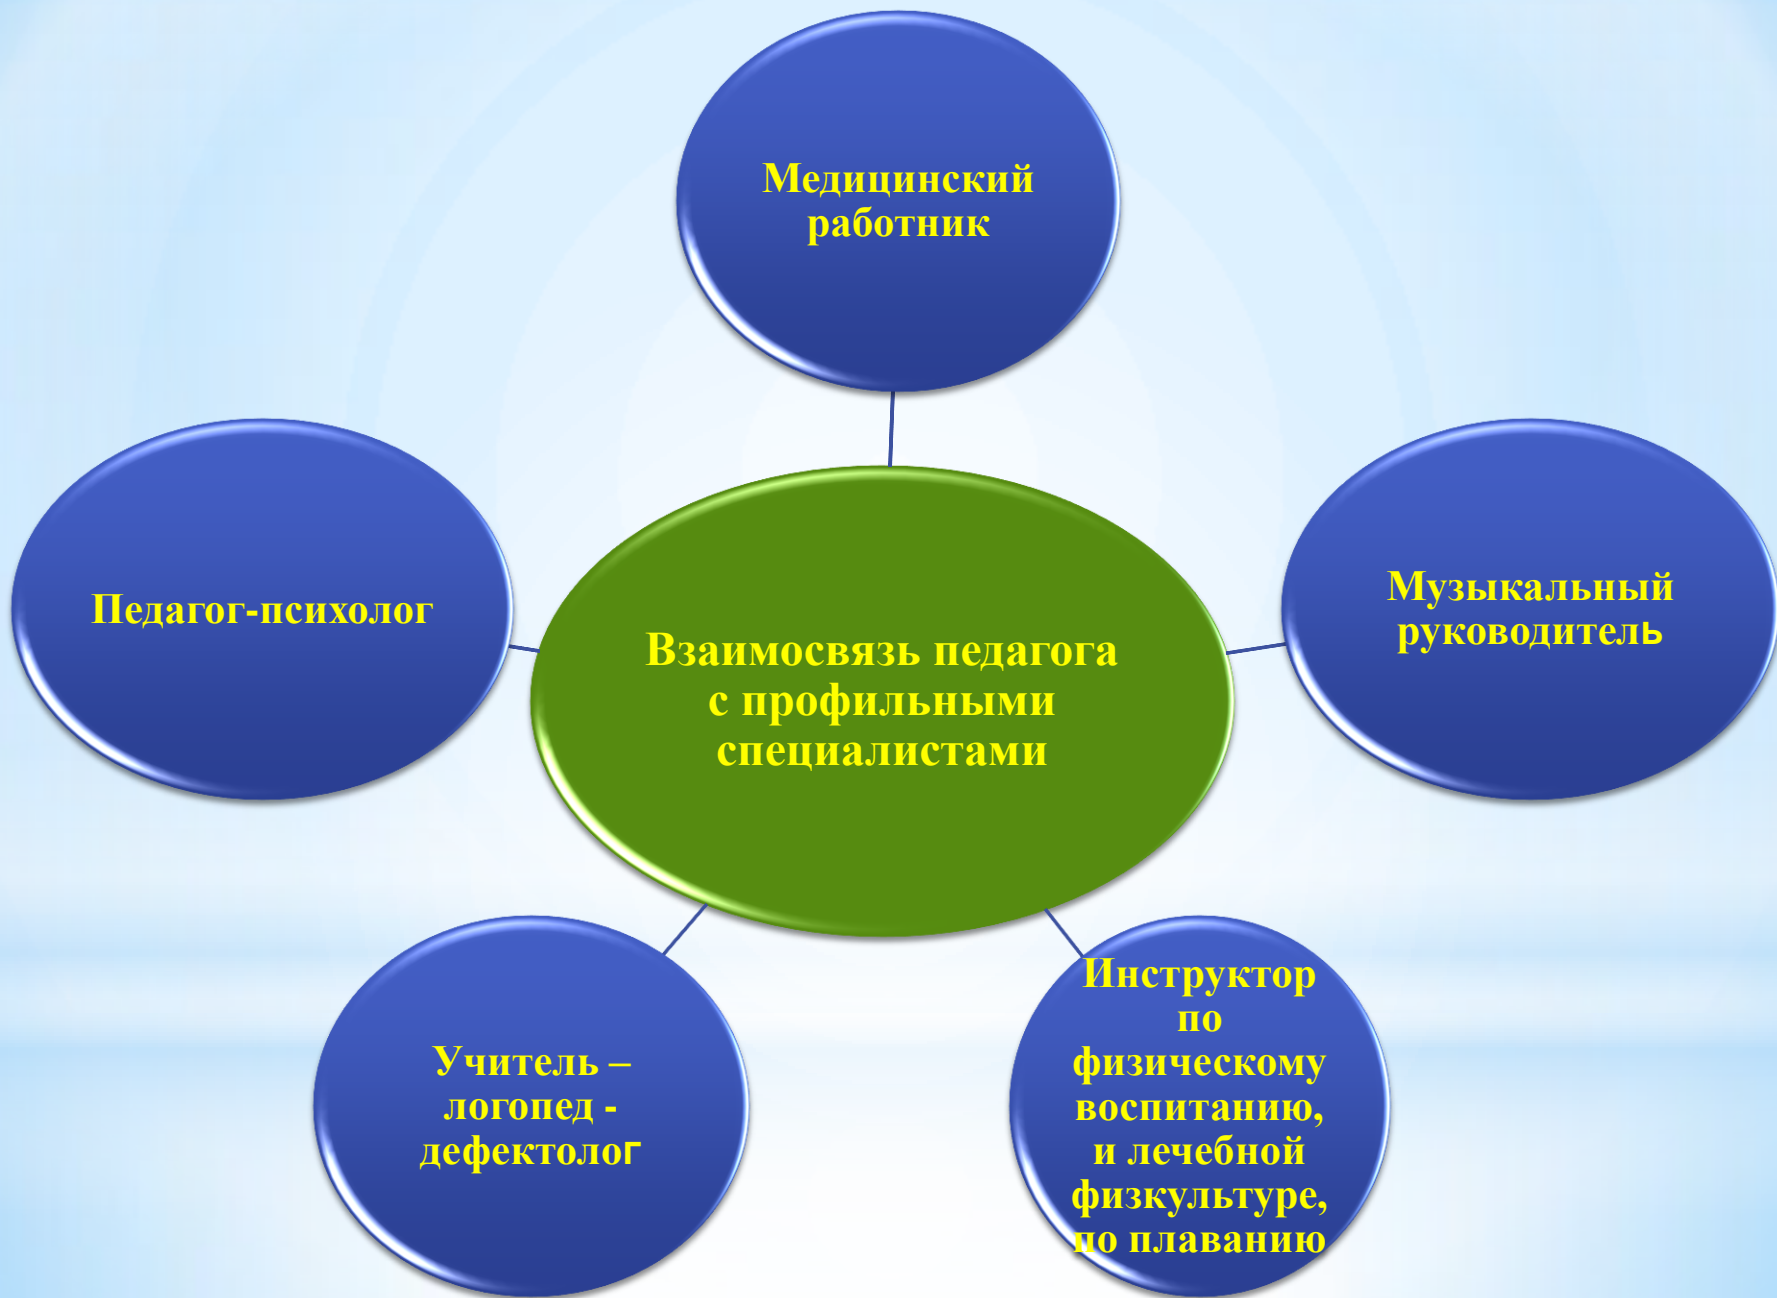 Медицинский
работник
Педагог-психолог
Взаимосвязь педагога
с профильными
специалистами
Музыкальный
руководитель
Учитель –
логопед -
дефектолог
Инструктор
по
физическому
воспитанию,
и лечебной
физкультуре,
по плаванию